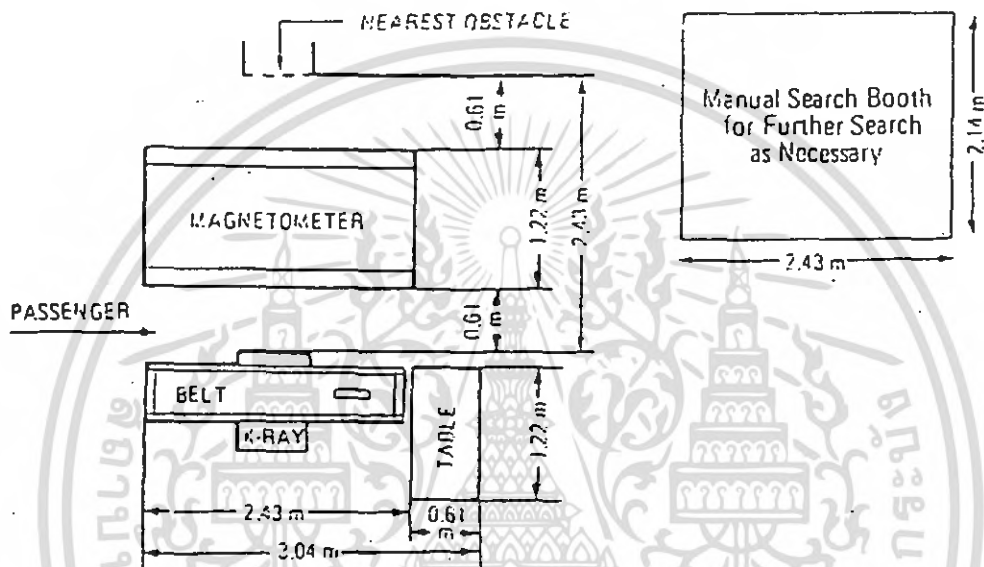 NEAREST OBSTACLE
Manual Search Booth
for Further Search
as Necessary
2.14 m
2.43 m
0.61
m
MAGNETOMETER
1.22 m
2.43 m
PASSENGER
0.61
m
BELT
X-RAY
TABLE
1.22 m
2.43 m
0.61
m
3.04 m